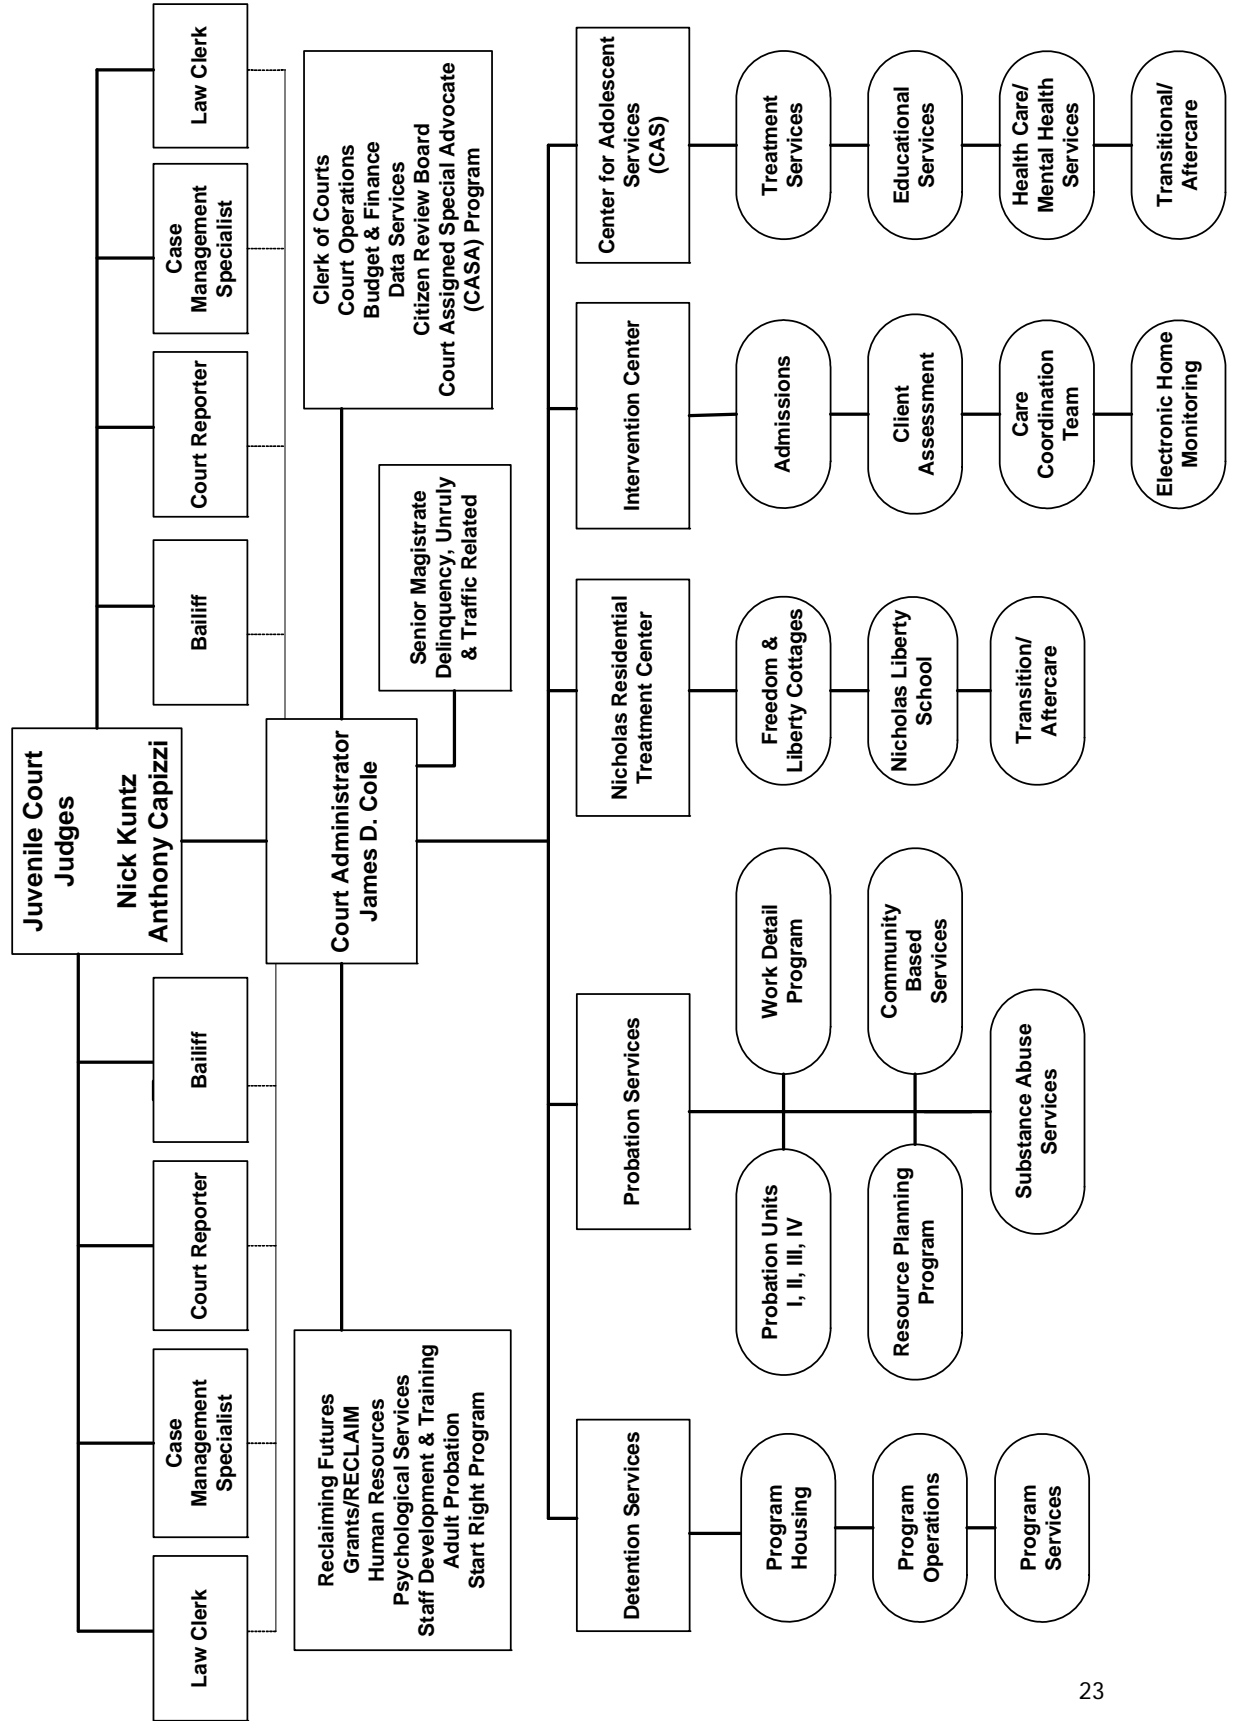 Juvenile Court
Judges
Nick Kuntz
Anthony Capizzi
Law Clerk
Case
Management
Specialist
Court Reporter
Bailiff
Bailiff
Court Reporter
Case
Management
Specialist
Law Clerk
Court Administrator
James D. Cole
Reclaiming Futures
Grants/RECLAIM
Human Resources
Psychological Services
Staff Development & Training
Adult Probation
Start Right Program
Clerk of Courts
Court Operations
Budget & Finance
Data Services
Citizen Review Board
Court Assigned Special Advocate
(CASA) Program
Senior Magistrate
Delinquency, Unruly
& Traffic Related
Detention Services
Program
Housing
Program
Operations
Program
Services
Probation Services
Probation Units
I, II, III, IV
Work Detail
Program
Resource Planning
Program
Community
Based
Services
Substance Abuse
Services
Nicholas Residential
Treatment Center
Freedom &
Liberty Cottages
Nicholas Liberty
School
Transition/
Aftercare
Intervention Center
Admissions
Client
Assessment
Care
Coordination
Team
Electronic Home
Monitoring
Center for Adolescent
Services
(CAS)
Treatment
Services
Educational
Services
Health Care/
Mental Health
Services
Transitional/
Aftercare
23